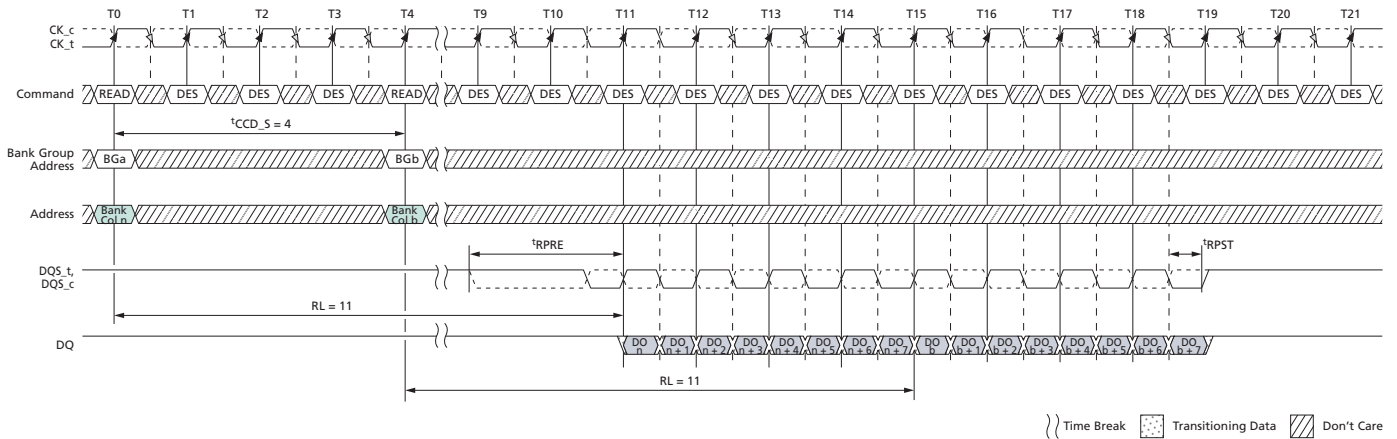 T0 T1 T2 T3 T4 T9 T10 T11 T12 T13 T14 T15 T16 T17 T18 T19 T20 T21
CK_c
CK_t
Command READ DES DES DES READ DES DES DES DES DES DES DES DES DES DES DES DES DES
tCCD_S = 4
Bank Group
Address
BGa BGb
Address
Bank
Col n
Bank
Col b
tRPRE tRPST
DQS_t,
DQS_c
RL = 11
DQ
DO
n
DO
n + 1
DO
n + 2
DO
n + 3
DO
n + 4
DO
n + 5
DO
n + 6
DO
n + 7
DO
b
DO
b + 1
DO
b + 2
DO
b + 3
DO
b + 4
DO
b + 5
DO
b + 6
DO
b + 7
RL = 11
Time Break Transitioning Data Don't Care